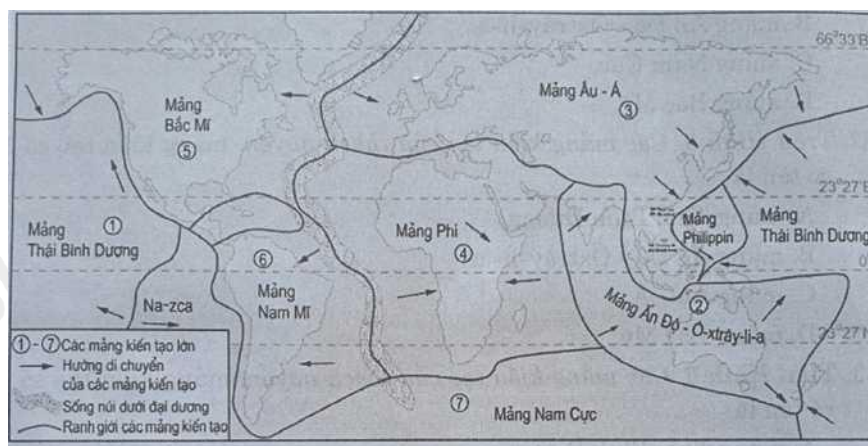 66°33'B
Mảng
Bắc Mĩ
⑤
Mảng Âu - Á
③
23°27'B
Mảng
Thái Bình Dương
①
⑥
Mảng
Nam Mĩ
Mảng Phi
④
Mảng
Philippin
Mảng
Thái Bình Dương
Na-zca
②
Mảng Ấn Độ - Ô-xtrây-li-a
23°27'N
⑦
Mảng Nam Cực
① - ⑦ Các mảng kiến tạo lớn
Hướng di chuyển
của các mảng kiến tạo
Sống núi dưới đại dương
Ranh giới các mảng kiến tạo